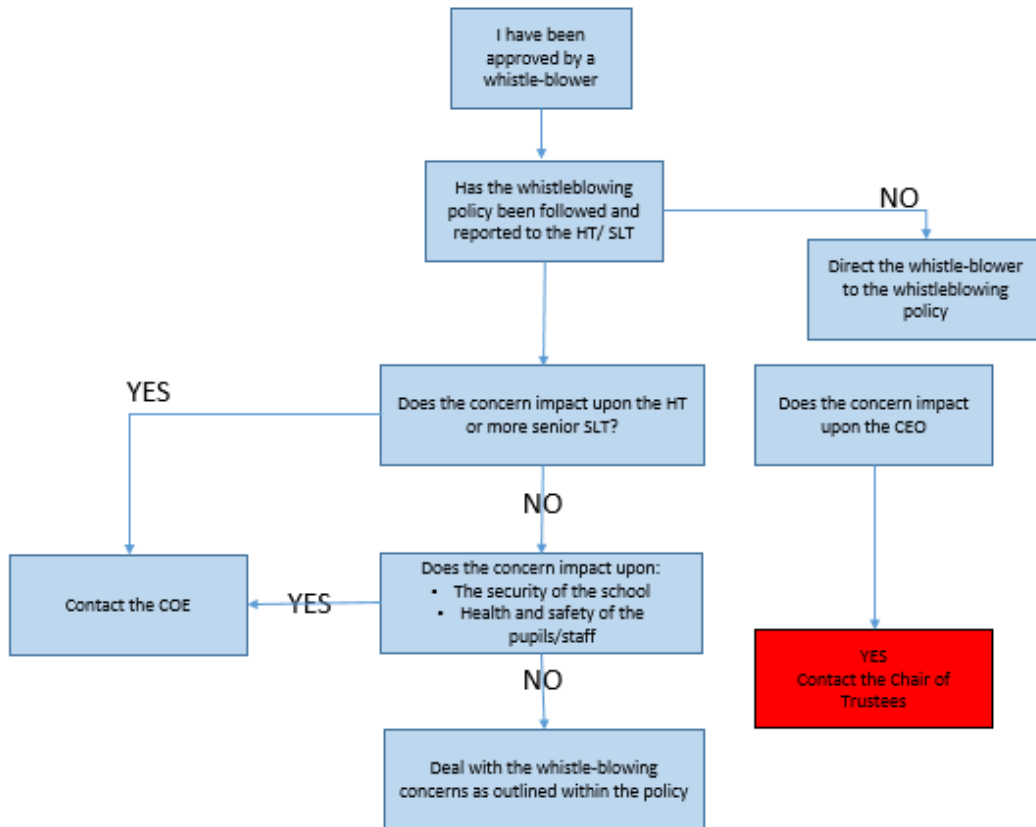 I have been
approved by a
whistle-blower
Has the whistleblowing
policy been followed and
reported to the HT/ SLT
NO
Direct the whistle-blower
to the whistleblowing
policy
YES
Does the concern impact upon the HT
or more senior SLT?
Does the concern impact
upon the CEO
NO
Contact the COE
YES
Does the concern impact upon:
▪ The security of the school
▪ Health and safety of the
pupils/staff
YES
Contact the Chair of
Trustees
NO
Deal with the whistle-blowing
concerns as outlined within the policy